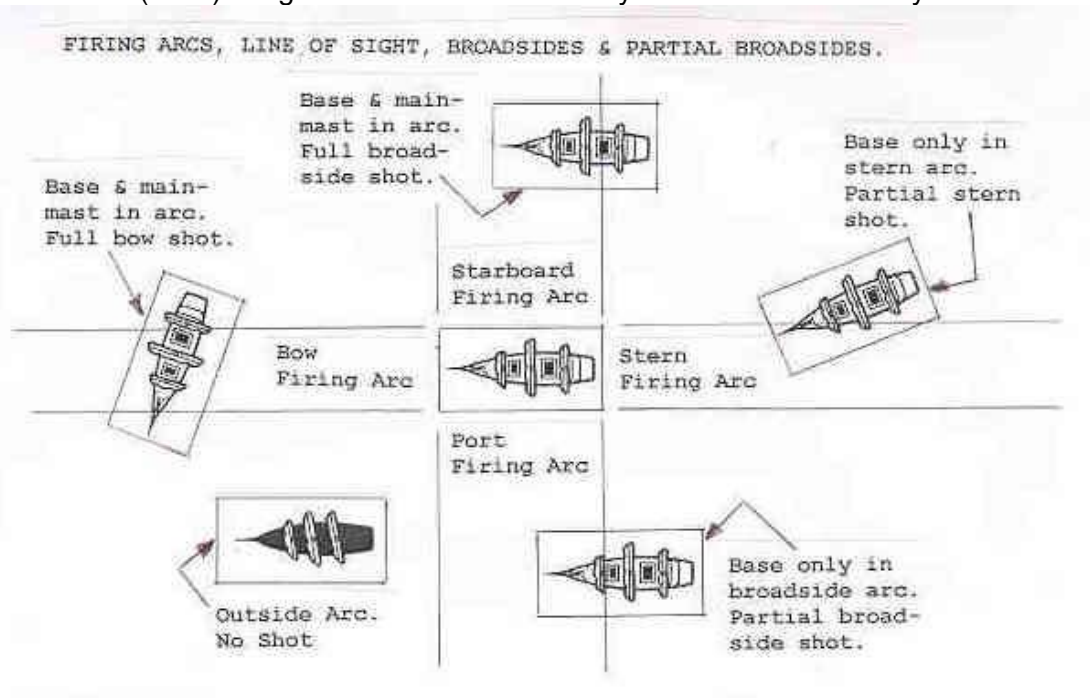 FIRING ARCS, LINE OF SIGHT, BROADSIDES & PARTIAL BROADSIDES.
Base & main-
mast in arc.
Full broad-
side shot.
Base only in
stern arc.
Partial stern
shot.
Base & main-
mast in arc.
Full bow shot.
Starboard
Firing Arc
Bow
Firing Arc
Stern
Firing Arc
Port
Firing Arc
Outside Arc.
No Shot
Base only in
broadside arc.
Partial broad-
side shot.